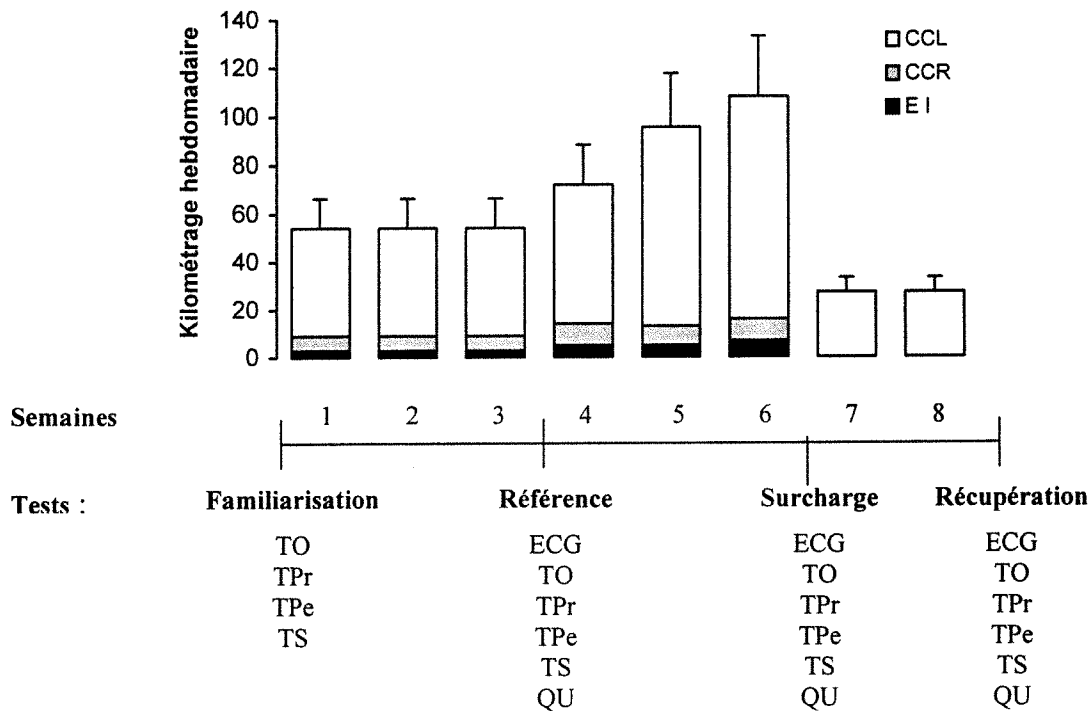 Kilométrage hebdomadaire
140
120
100
80
60
40
20
0
CCL
CCR
E I
Semaines 1 2 3 4 5 6 7 8
Tests : Familiarisation Référence Surcharge Récupération
TO ECG ECG ECG
TPr TO TO TO
TPe TPr TPr TPr
TS TPe TPe TPe
TS TS TS
QU QU QU